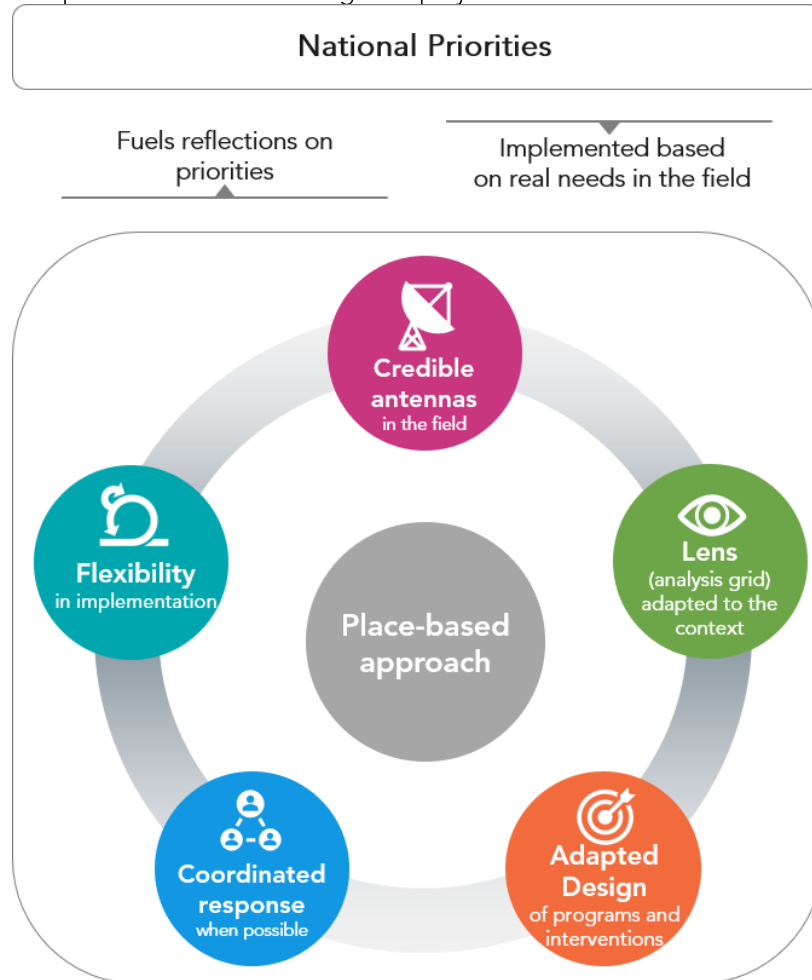 National Priorities
Fuels reflections on
priorities
Implemented based
on real needs in the field
Credible
antennas
in the field
Lens
(analysis grid)
adapted to the
context
Adapted
Design
of programs and
interventions
Coordinated
response
when possible
Flexibility
in implementation
Place-based
approach